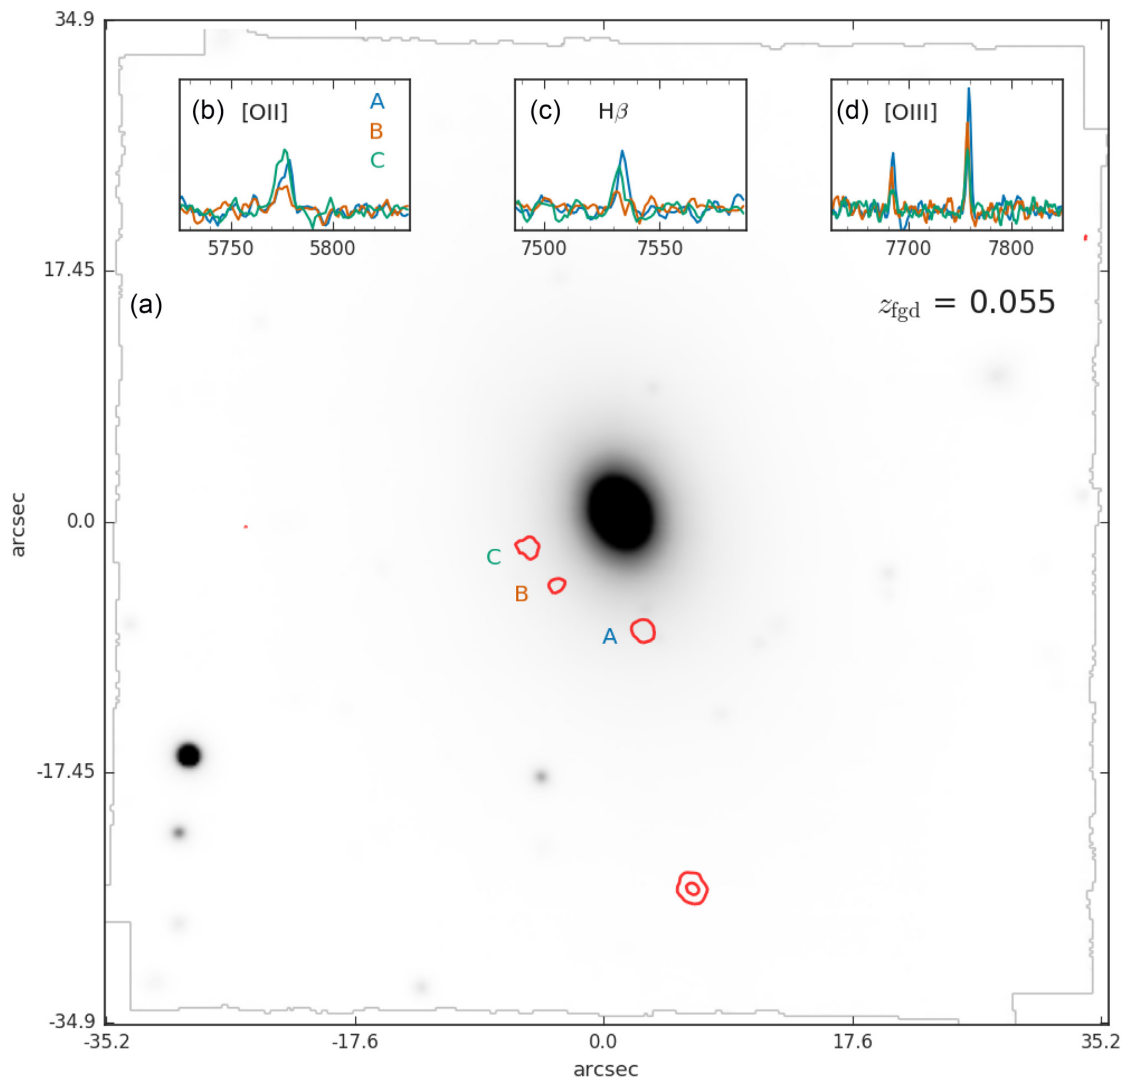 34.9
(b) [OII] A
B
C
5750 5800
(c) Hβ
7500 7550
(d) [OIII]
7700 7800
17.45
(a)
z_fgd = 0.055
arcsec
0.0
C
B
A
-17.45
-34.9
-35.2 -17.6 0.0 17.6 35.2
arcsec